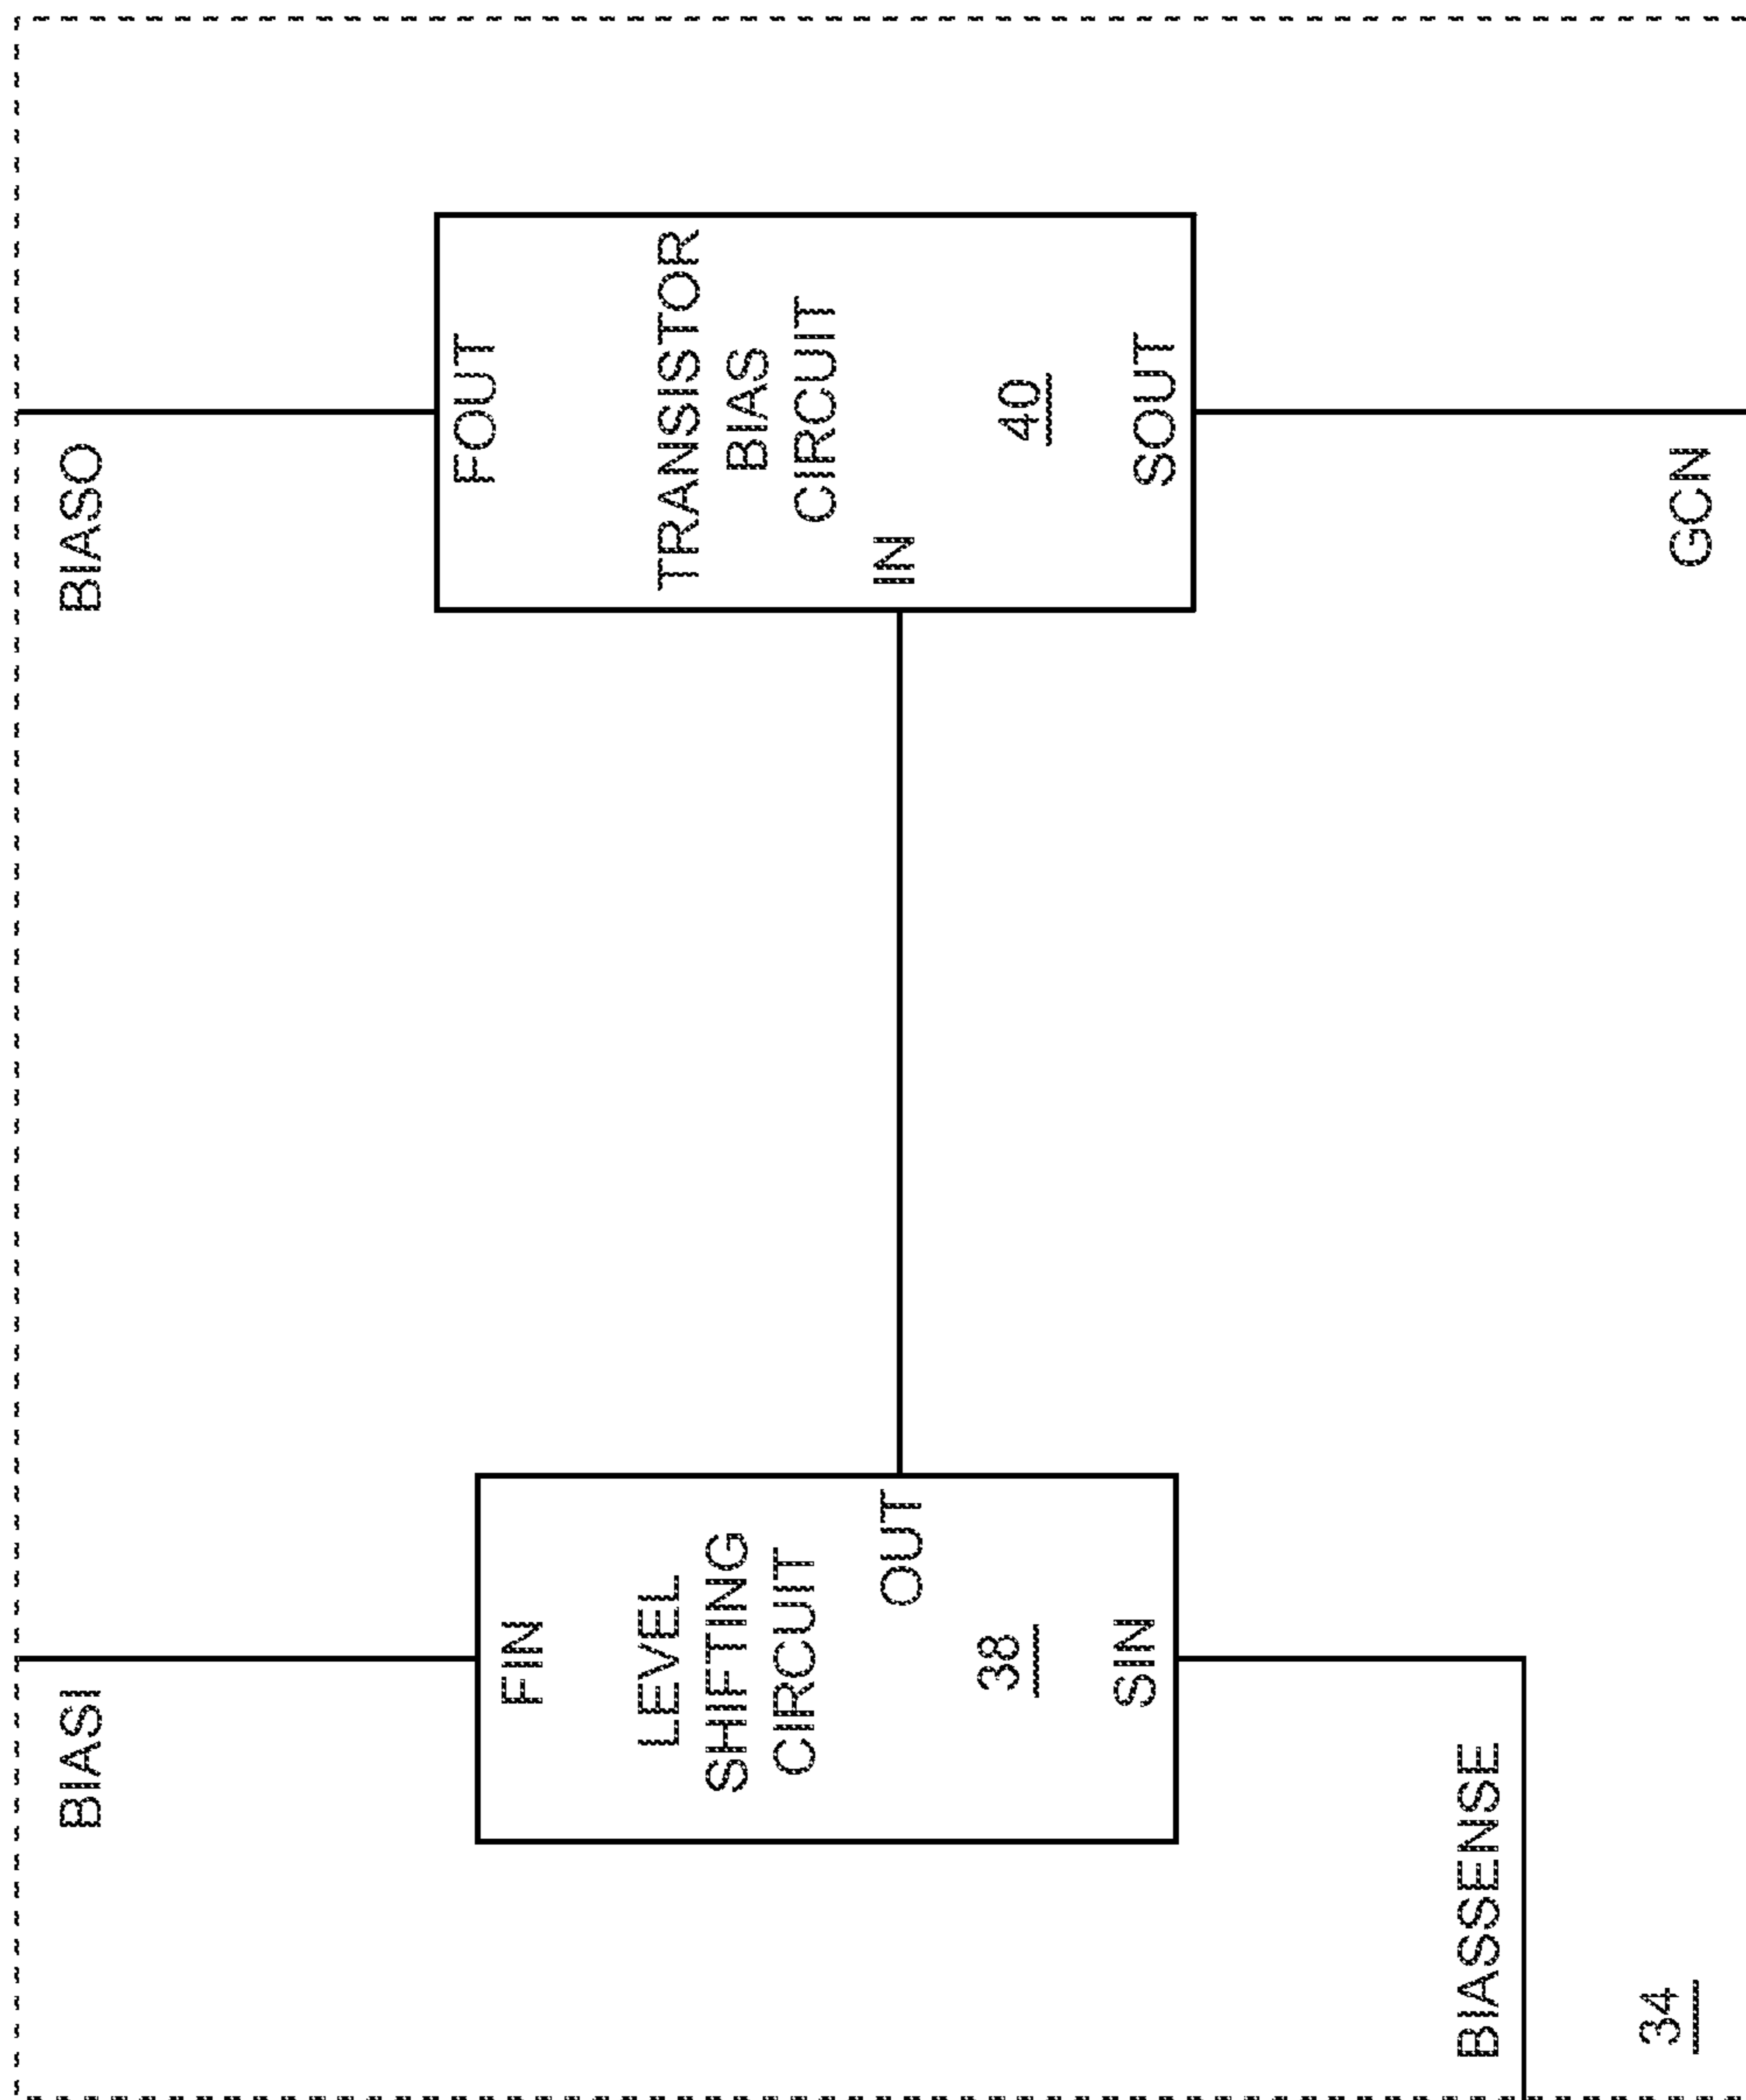 BIASI
BIASO
FIN
LEVEL
SHIFTING
CIRCUIT
OUT
38
SIN
FOUT
TRANSISTOR
BIAS
CIRCUIT
IN
40
SOUT
BIASSENSE
34
GCN